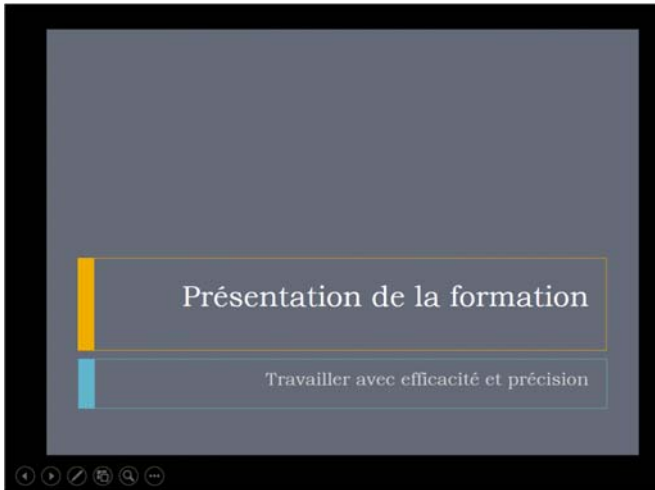 Présentation de la formation
Travailler avec efficacité et précision